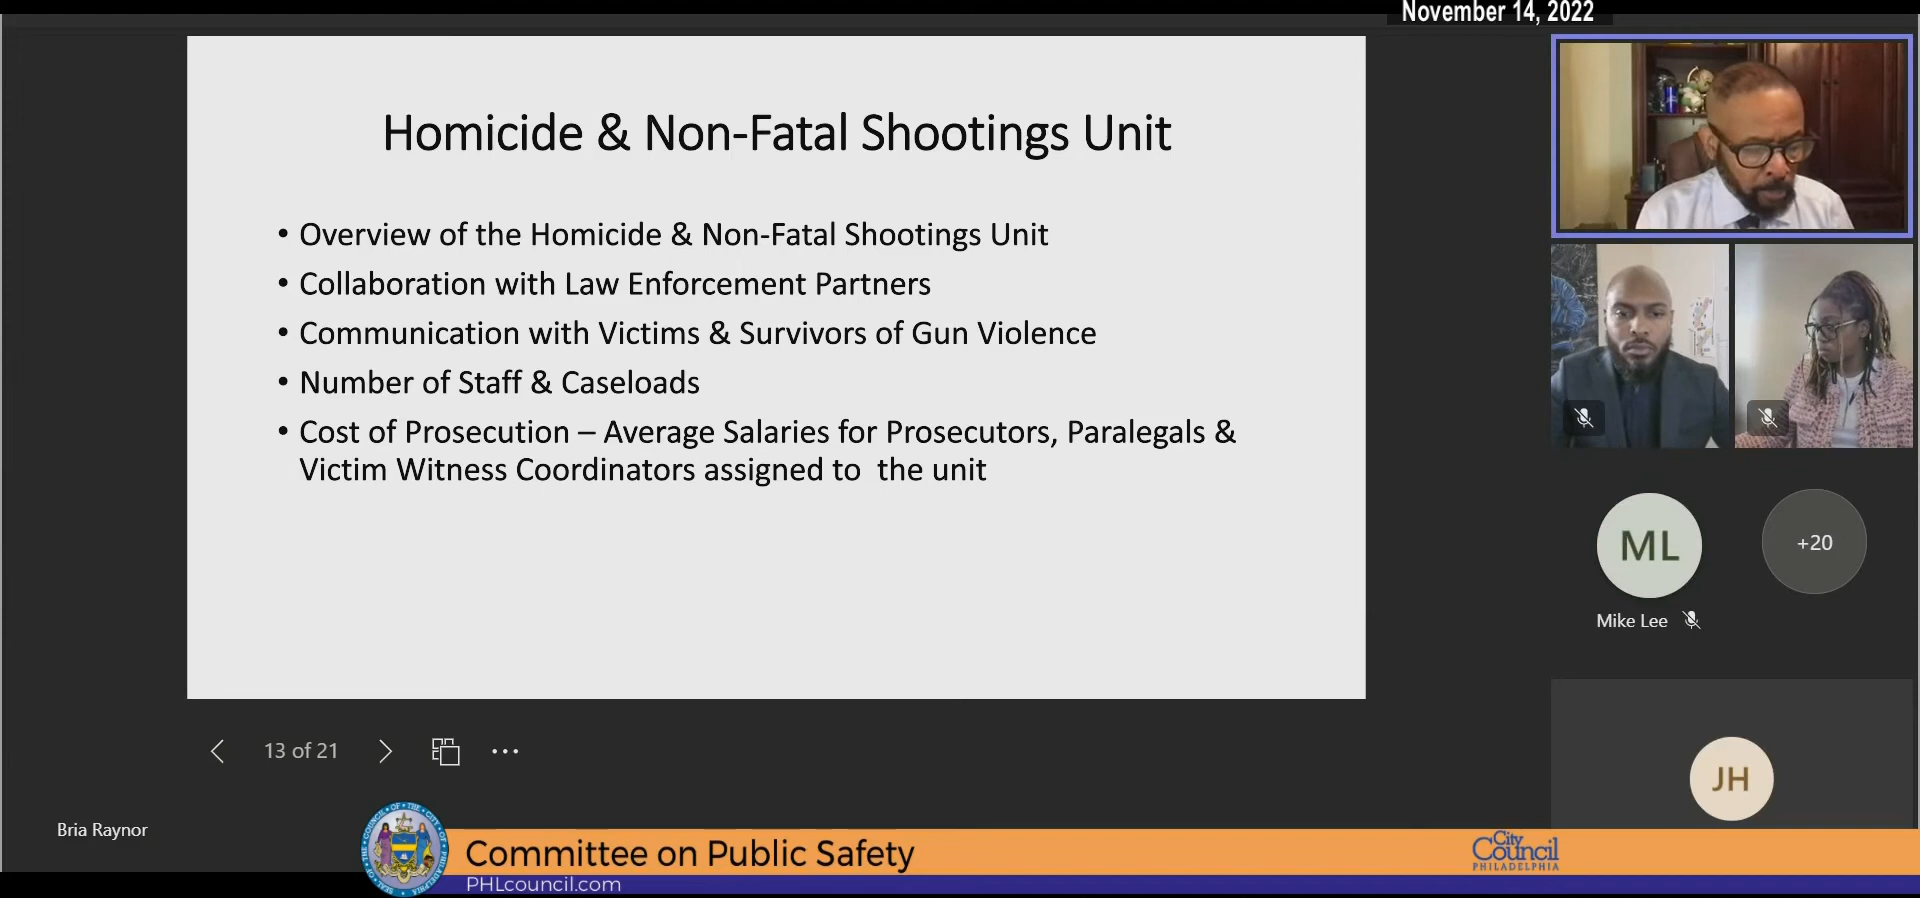 November 14, 2022
Homicide & Non-Fatal Shootings Unit
• Overview of the Homicide & Non-Fatal Shootings Unit
• Collaboration with Law Enforcement Partners
• Communication with Victims & Survivors of Gun Violence
• Number of Staff & Caseloads
• Cost of Prosecution – Average Salaries for Prosecutors, Paralegals &
Victim Witness Coordinators assigned to the unit
ML
+20
Mike Lee
13 of 21
JH
Bria Raynor
Committee on Public Safety
PHLcouncil.com
City
Council
PHILADELPHIA